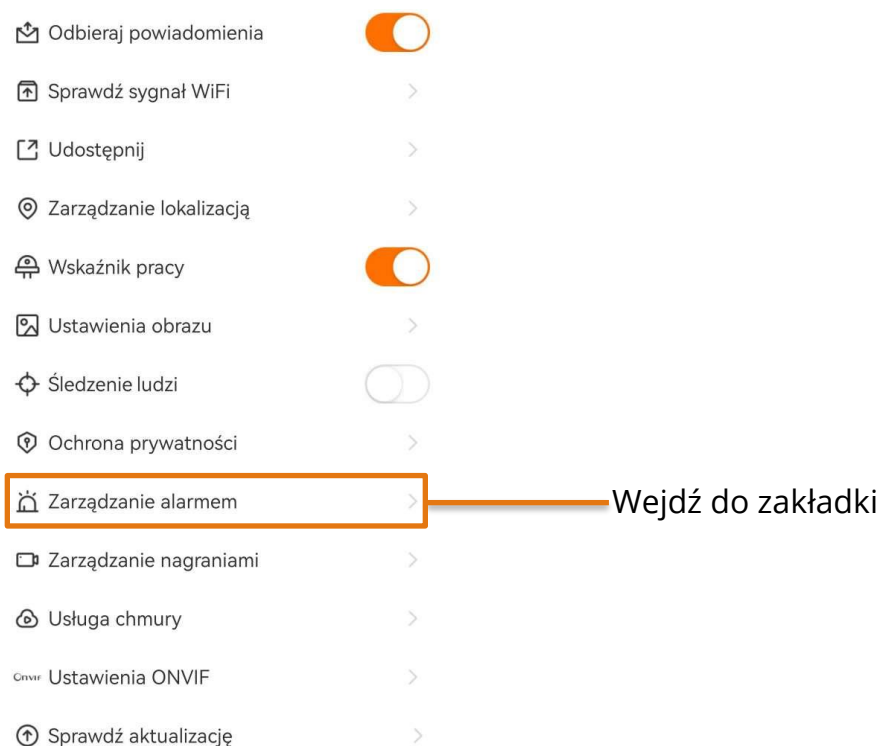 Odbieraj powiadomienia
Sprawdź sygnał WiFi
Udostępnij
Zarządzanie lokalizacją
Wskaźnik pracy
Ustawienia obrazu
Śledzenie ludzi
Ochrona prywatności
Zarządzanie alarmem
Wejdź do zakładki
Zarządzanie nagraniami
Usługa chmury
Onvif Ustawienia ONVIF
Sprawdź aktualizację